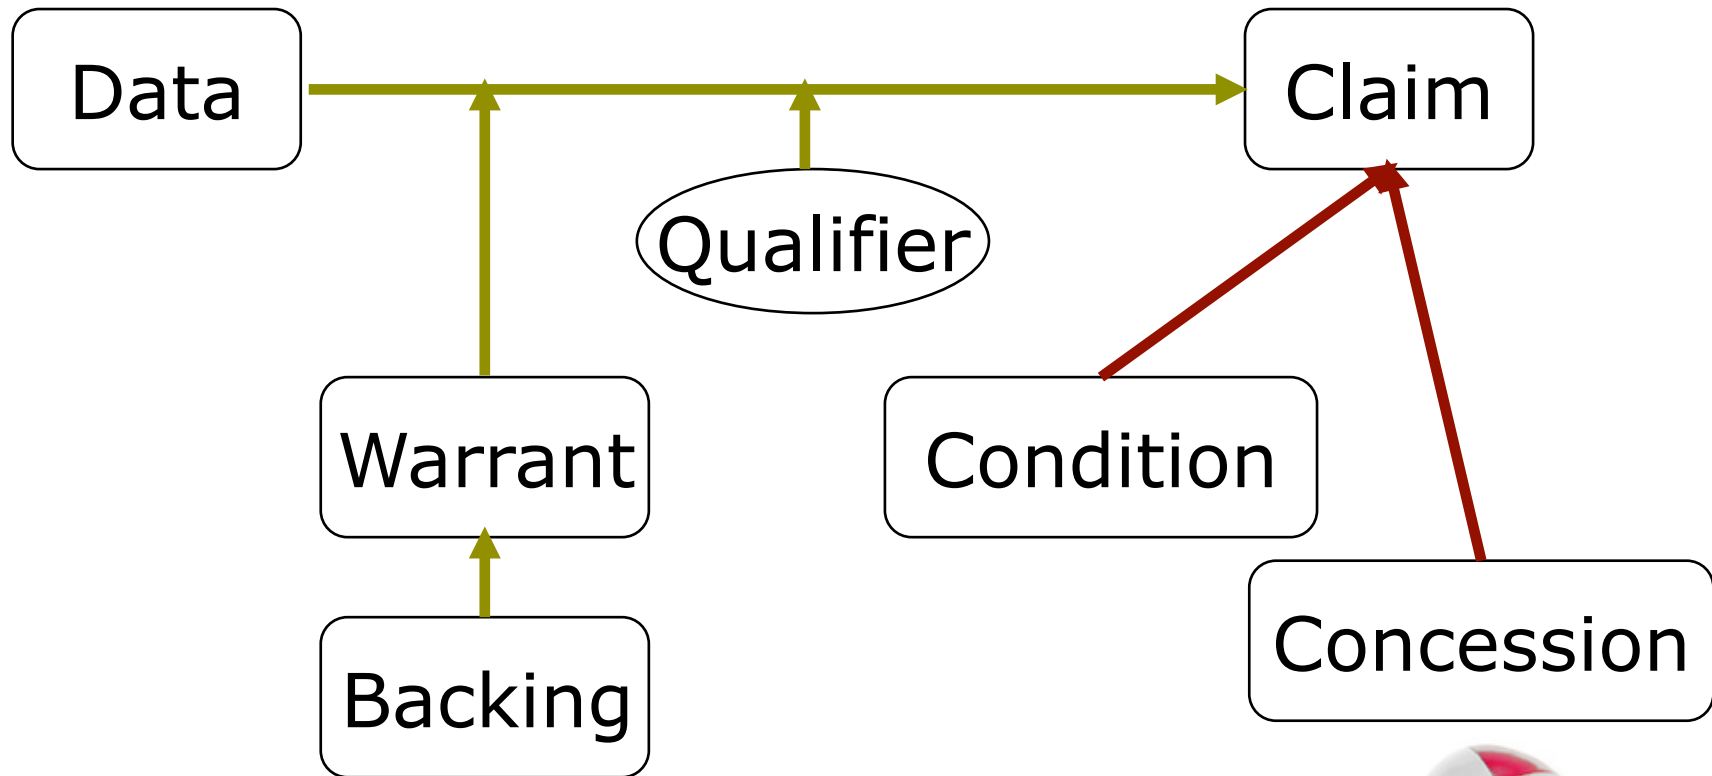 Data
Claim
Qualifier
Warrant
Condition
Concession
Backing